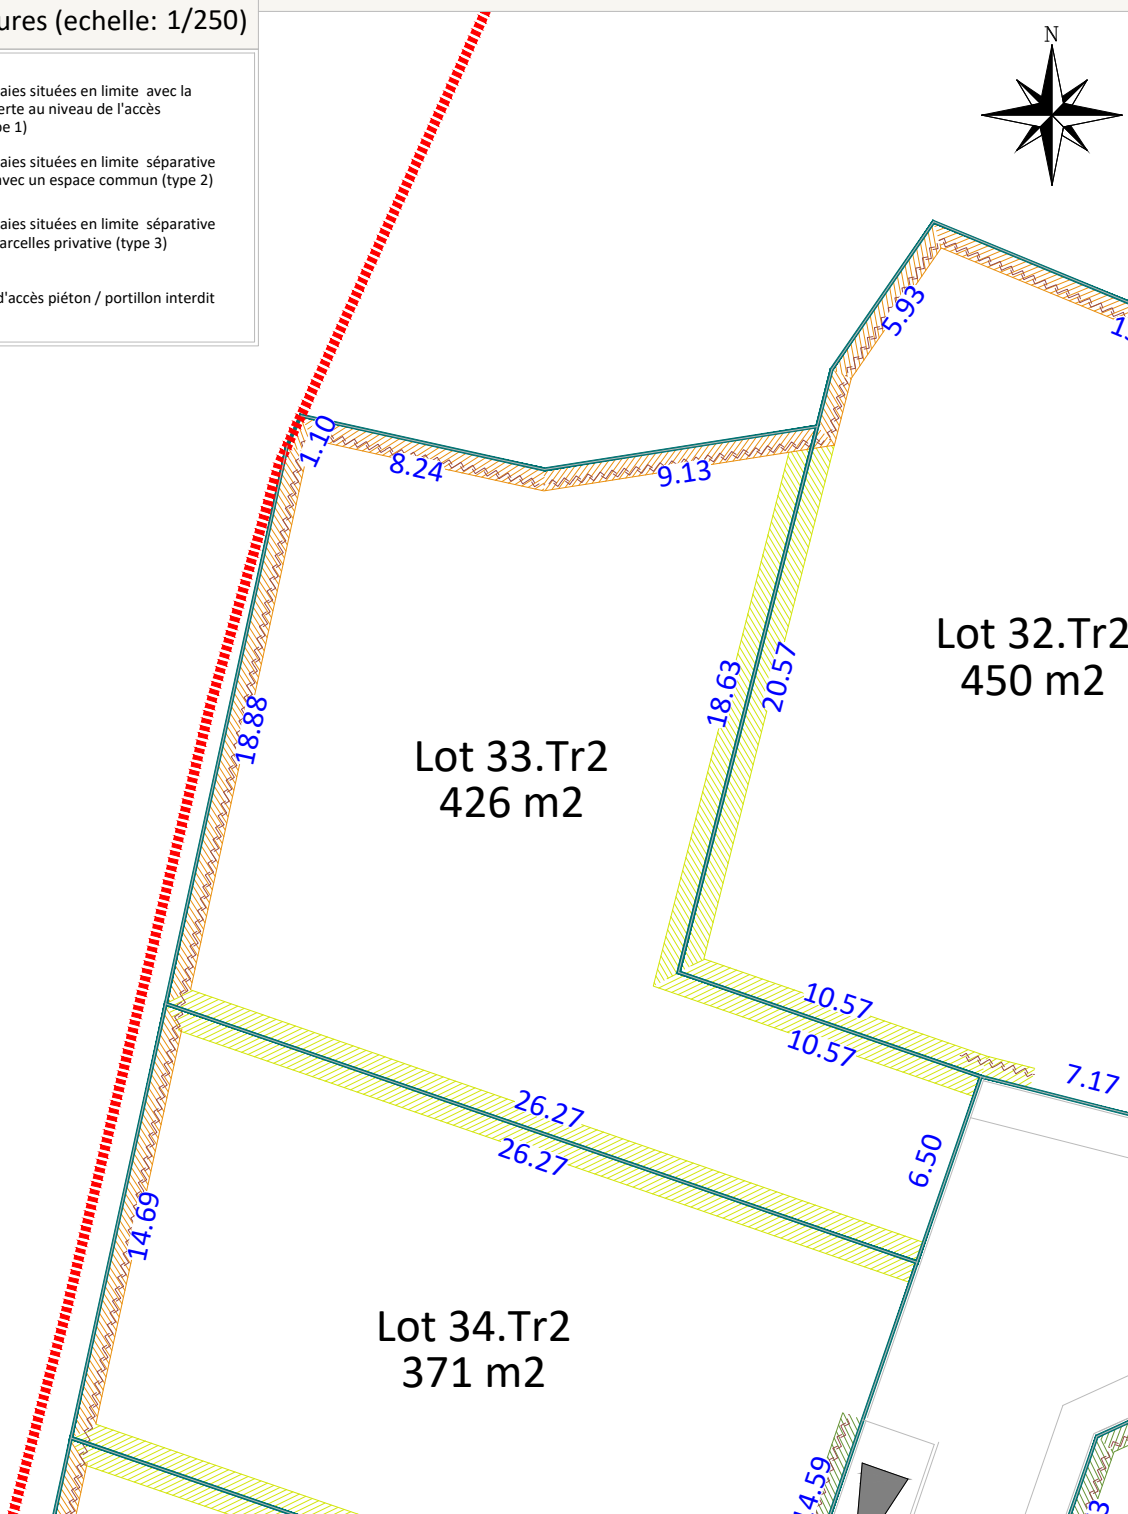 ures (echelle: 1/250)
aies situées en limite avec la
erte au niveau de l'accès
pe 1)
aies situées en limite séparative
avec un espace commun (type 2)
aies situées en limite séparative
arcelles privative (type 3)
d'accès piéton / portillon interdit
N
5.93
1.10
8.24
9.13
Lot 32.Tr2
450 m2
18.63
20.57
18.88
Lot 33.Tr2
426 m2
10.57
10.57
7.17
26.27
26.27
6.50
14.69
Lot 34.Tr2
371 m2
14.59
3